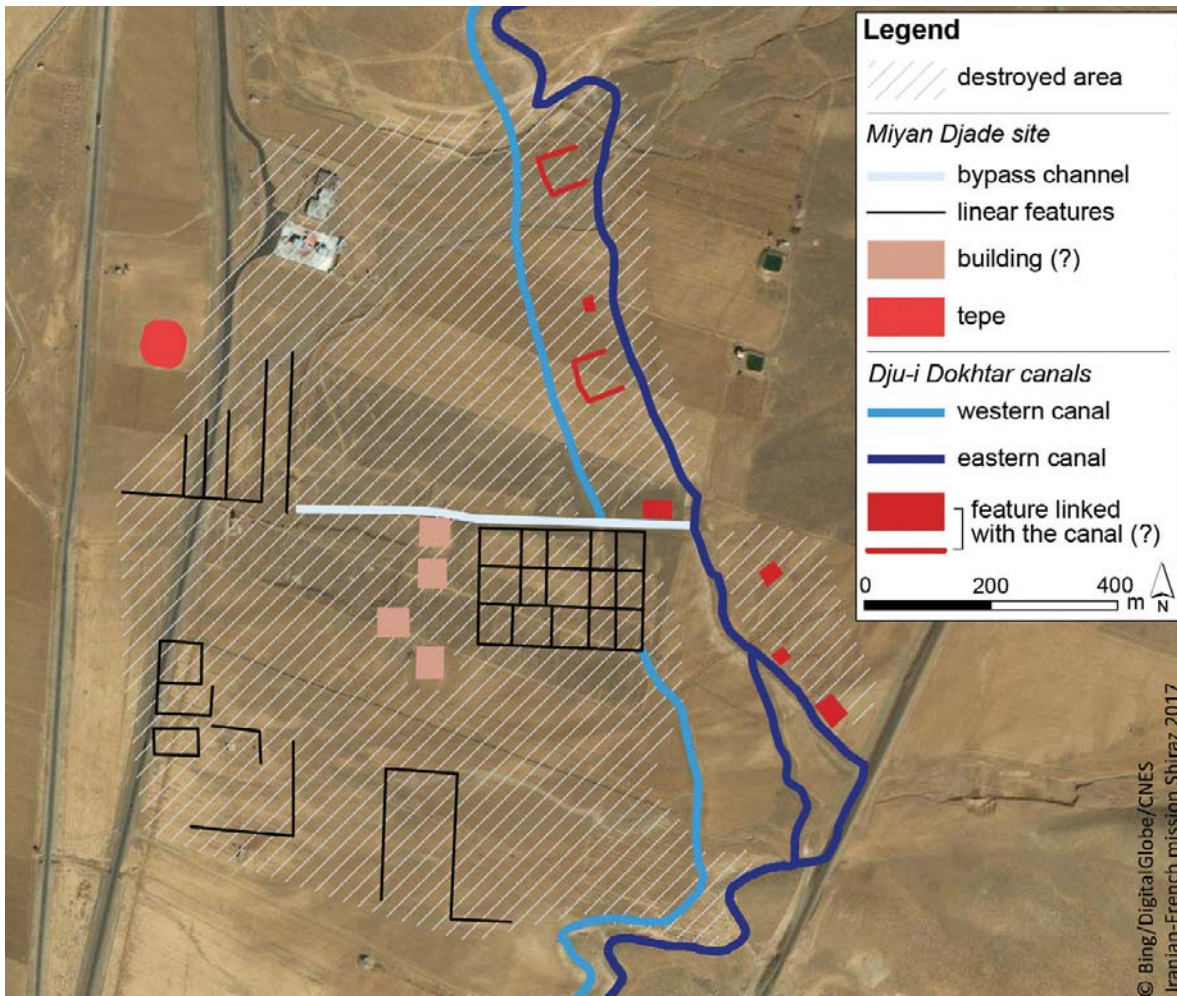 Legend
destroyed area
Miyan Djade site
bypass channel
linear features
building (?)
tepe
Dju-i Dokhtar canals
western canal
eastern canal
feature linked
with the canal (?)
0 200 400
m
N
© Bing/DigitalGlobe/CNES
Iranian-French mission Shiraz 2017